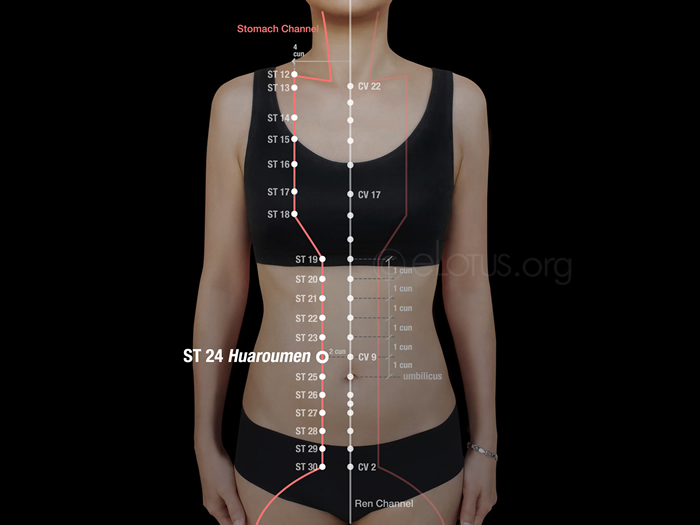 Stomach Channel
4
cun
ST 12
ST 13
CV 22
ST 14
ST 15
ST 16
ST 17
CV 17
ST 18
ST 19
© eLotus.org
1 cun
ST 20
1 cun
ST 21
1 cun
ST 22
1 cun
ST 23
1 cun
ST 24 Huaroumen
2 cun
CV 9
1 cun
ST 25
umbilicus
ST 26
ST 27
ST 28
ST 29
ST 30
CV 2
Ren Channel